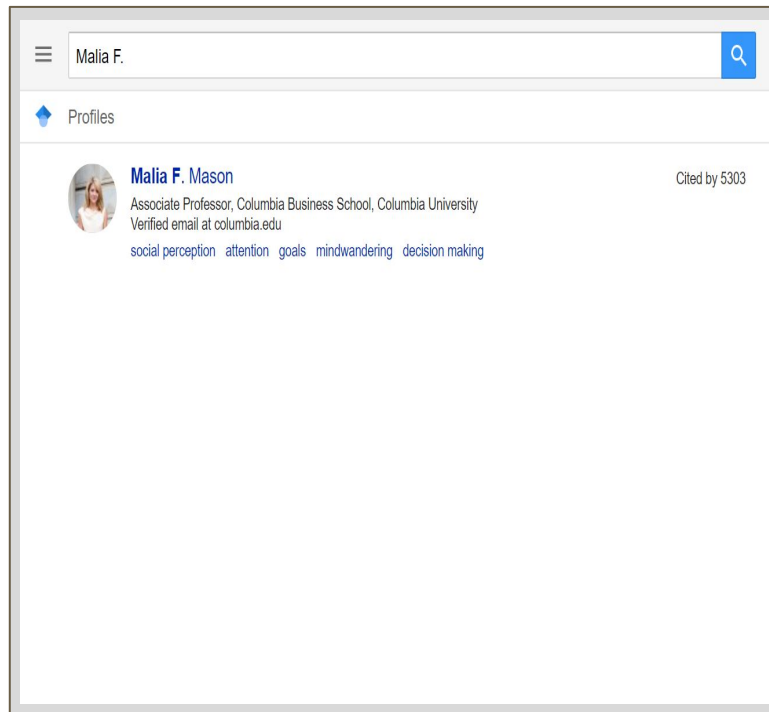 Malia F.
Profiles
Malia F. Mason
Cited by 5303
Associate Professor, Columbia Business School, Columbia University
Verified email at columbia.edu
social perception attention goals mindwandering decision making